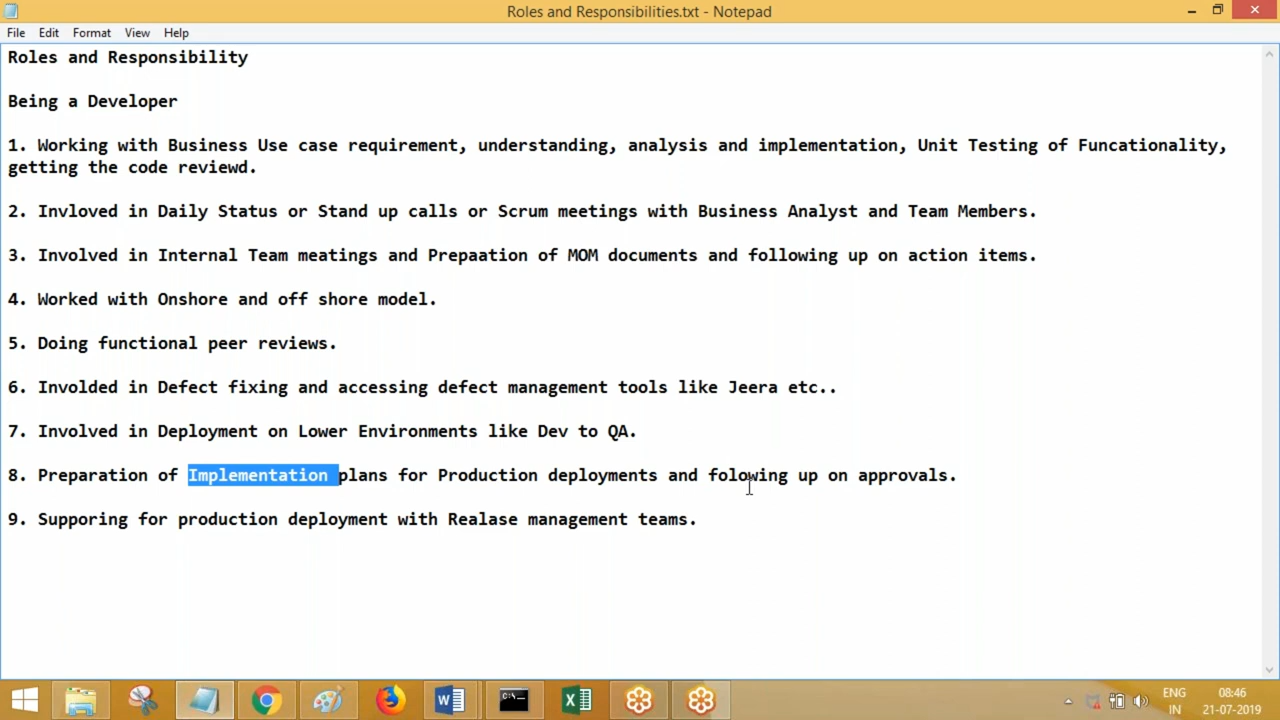 Roles and Responsibilities.txt - Notepad
File Edit Format View Help
Roles and Responsibility
Being a Developer
1. Working with Business Use case requirement, understanding, analysis and implementation, Unit Testing of Funcationality,
getting the code reviewd.
2. Invloved in Daily Status or Stand up calls or Scrum meetings with Business Analyst and Team Members.
3. Involved in Internal Team meatings and Prepaation of MOM documents and following up on action items.
4. Worked with Onshore and off shore model.
5. Doing functional peer reviews.
6. Involded in Defect fixing and accessing defect management tools like Jeera etc..
7. Involved in Deployment on Lower Environments like Dev to QA.
8. Preparation of Implementation plans for Production deployments and folowing up on approvals.
9. Supporing for production deployment with Realase management teams.
ENG 08:46
IN 21-07-2019